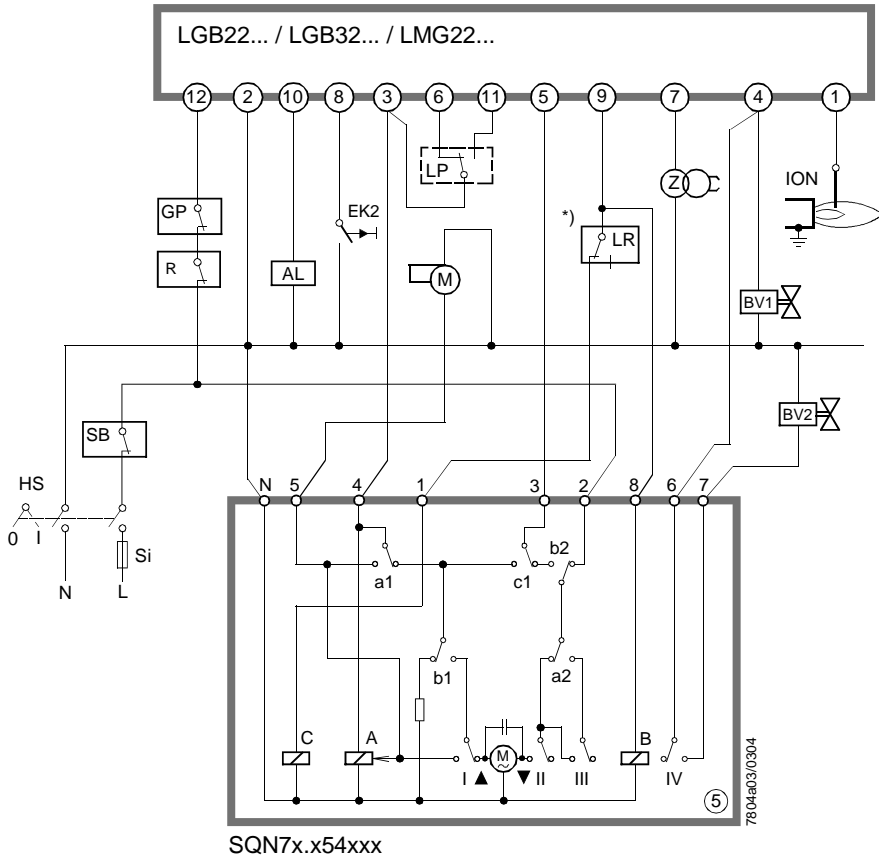 LGB22... / LGB32... / LMG22...
12 2 10 8 3 6 11 5 9 7 4 1
LP
Z
ION
GP
EK2
*)
LR
R
AL
M
BV1
BV2
SB
HS
N 5 4 1 3 2 8 6 7
0 I
Si
N L
a1
c1
b2
b1
a2
C
A
M
~
B
I
II
III
IV
5
7804a03/0304
SQN7x.x54xxx